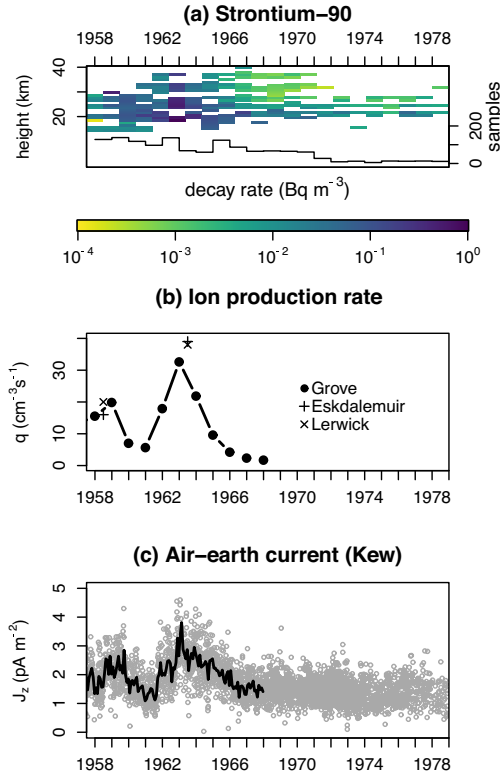 (a) Strontium−90
1958 1962 1966 1970 1974 1978
40
20
height (km)
200
0
samples
decay rate (Bq m⁻³)
10⁻⁴ 10⁻³ 10⁻² 10⁻¹ 10⁰
(b) Ion production rate
30
10
0
q (cm⁻³s⁻¹)
Grove
Eskdalemuir
Lerwick
1958 1962 1966 1970 1974 1978
(c) Air−earth current (Kew)
5
4
3
2
1
0
J_z (pA m⁻²)
1958 1962 1966 1970 1974 1978